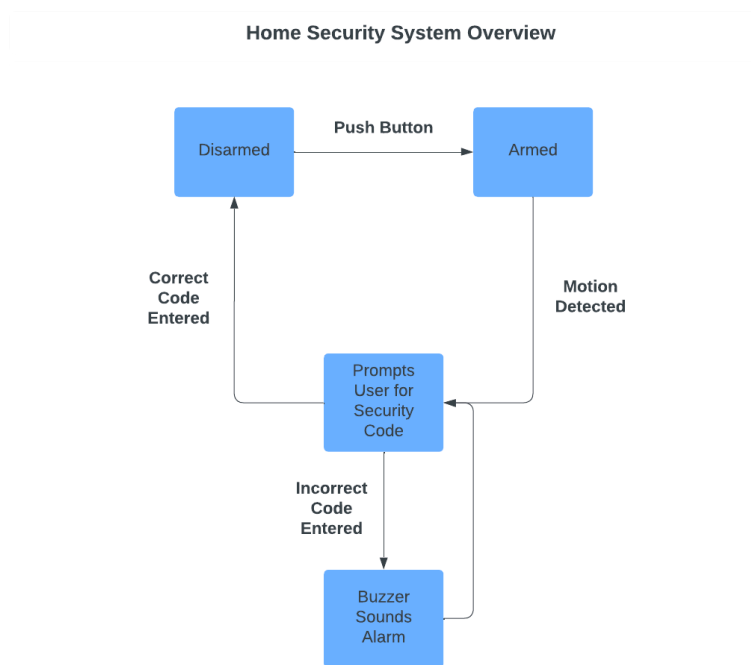 Home Security System Overview
Push Button
Disarmed
Armed
Correct
Code
Entered
Motion
Detected
Prompts
User for
Security
Code
Incorrect
Code
Entered
Buzzer
Sounds
Alarm